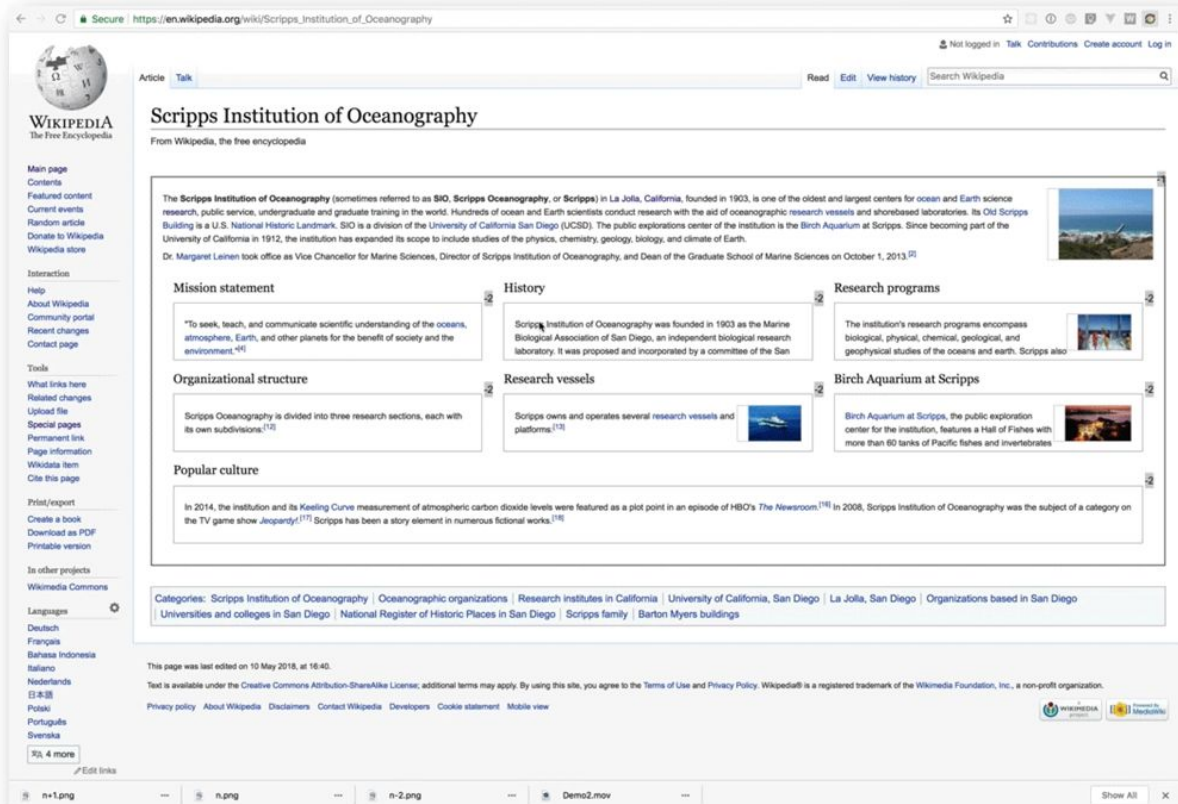 Secure https://en.wikipedia.org/wiki/Scripps_Institution_of_Oceanography
Not logged in Talk Contributions Create account Log in
Article Talk
Read Edit View history Search Wikipedia
WIKIPEDIA
The Free Encyclopedia
Main page
Contents
Featured content
Current events
Random article
Donate to Wikipedia
Wikipedia store
Interaction
Help
About Wikipedia
Community portal
Recent changes
Contact page
Tools
What links here
Related changes
Upload file
Special pages
Permanent link
Page information
Wikidata item
Cite this page
Print/export
Create a book
Download as PDF
Printable version
In other projects
Wikimedia Commons
Languages
Deutsch
Français
Bahasa Indonesia
Italiano
Nederlands
日本語
Polski
Português
Svenska
4 more
Edit links
Scripps Institution of Oceanography
From Wikipedia, the free encyclopedia
-1
The Scripps Institution of Oceanography (sometimes referred to as SIO, Scripps Oceanography, or Scripps) in La Jolla, California, founded in 1903, is one of the oldest and largest centers for ocean and Earth science
research, public service, undergraduate and graduate training in the world. Hundreds of ocean and Earth scientists conduct research with the aid of oceanographic research vessels and shorebased laboratories. Its Old Scripps
Building is a U.S. National Historic Landmark. SIO is a division of the University of California San Diego (UCSD). The public explorations center of the institution is the Birch Aquarium at Scripps. Since becoming part of the
University of California in 1912, the institution has expanded its scope to include studies of the physics, chemistry, geology, biology, and climate of Earth.
Dr. Margaret Leinen took office as Vice Chancellor for Marine Sciences, Director of Scripps Institution of Oceanography, and Dean of the Graduate School of Marine Sciences on October 1, 2013.[2]
Mission statement
-2
"To seek, teach, and communicate scientific understanding of the oceans,
atmosphere, Earth, and other planets for the benefit of society and the
environment."[4]
History
-2
Scripps Institution of Oceanography was founded in 1903 as the Marine
Biological Association of San Diego, an independent biological research
laboratory. It was proposed and incorporated by a committee of the San
Research programs
-2
The institution's research programs encompass
biological, physical, chemical, geological, and
geophysical studies of the oceans and earth. Scripps also
Organizational structure
-2
Scripps Oceanography is divided into three research sections, each with
its own subdivisions:[12]
Research vessels
-2
Scripps owns and operates several research vessels and
platforms:[13]
Birch Aquarium at Scripps
-2
Birch Aquarium at Scripps, the public exploration
center for the institution, features a Hall of Fishes with
more than 60 tanks of Pacific fishes and invertebrates
Popular culture
-2
In 2014, the institution and its Keeling Curve measurement of atmospheric carbon dioxide levels were featured as a plot point in an episode of HBO's The Newsroom.[16] In 2008, Scripps Institution of Oceanography was the subject of a category on
the TV game show Jeopardy!.[17] Scripps has been a story element in numerous fictional works.[18]
Categories: Scripps Institution of Oceanography | Oceanographic organizations | Research institutes in California | University of California, San Diego | La Jolla, San Diego | Organizations based in San Diego
| Universities and colleges in San Diego | National Register of Historic Places in San Diego | Scripps family | Barton Myers buildings
This page was last edited on 10 May 2018, at 16:40.
Text is available under the Creative Commons Attribution-ShareAlike License; additional terms may apply. By using this site, you agree to the Terms of Use and Privacy Policy. Wikipedia® is a registered trademark of the Wikimedia Foundation, Inc., a non-profit organization.
Privacy policy About Wikipedia Disclaimers Contact Wikipedia Developers Cookie statement Mobile view
WIKIMEDIA
project
Powered By
MediaWiki
n+1.png n.png n-2.png Demo2.mov Show All